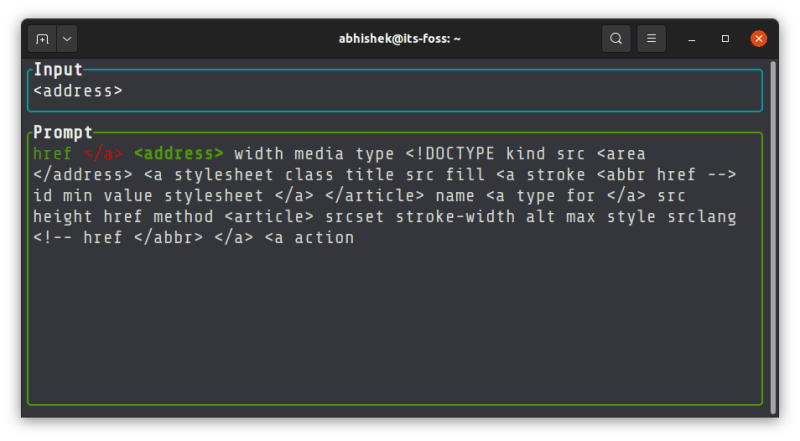 abhishek@its-foss: ~
Input
<address>
Prompt
href </a> <address> width media type <!DOCTYPE kind src <area
</address> <a stylesheet class title src fill <a stroke <abbr href -->
id min value stylesheet </a> </article> name <a type for </a> src
height href method <article> srcset stroke-width alt max style srclang
<!-- href </abbr> </a> <a action